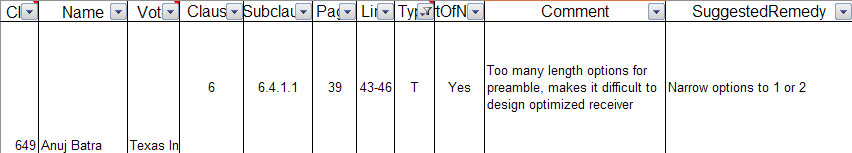 Cl Name Vot Claus Subclau Pag Lin Typ rtOfN Comment SuggestedRemedy
6 6.4.1.1 39 43-46 T Yes Too many length options for
preamble, makes it difficult to
design optimized receiver Narrow options to 1 or 2
649 Anuj Batra Texas In